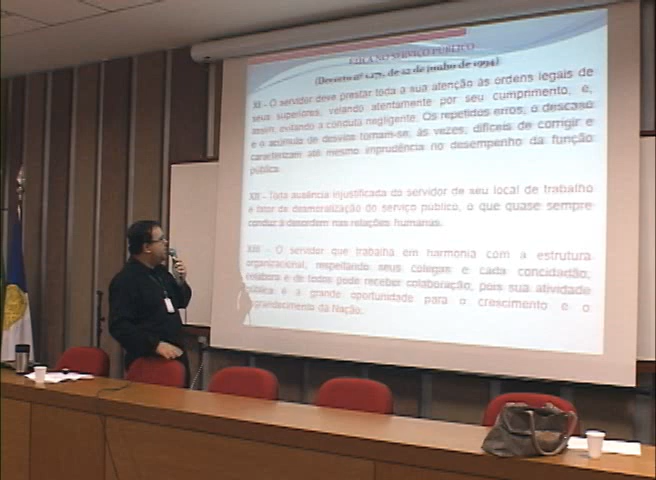 ÉTICA NO SERVIÇO PÚBLICO
(Decreto nº 1.171, de 22 de junho de 1994)
XI - O servidor deve prestar toda a sua atenção às ordens legais de
seus superiores, velando atentamente por seu cumprimento, e,
assim, evitando a conduta negligente. Os repetidos erros, o descaso
e o acúmulo de desvios tornam-se, às vezes, difíceis de corrigir e
caracterizam até mesmo imprudência no desempenho da função
pública.
XII - Toda ausência injustificada do servidor de seu local de trabalho
é fator de desmoralização do serviço público, o que quase sempre
conduz à desordem nas relações humanas.
XIII - O servidor que trabalha em harmonia com a estrutura
organizacional, respeitando seus colegas e cada concidadão,
colabora e de todos pode receber colaboração, pois sua atividade
pública é a grande oportunidade para o crescimento e o
engrandecimento da Nação.